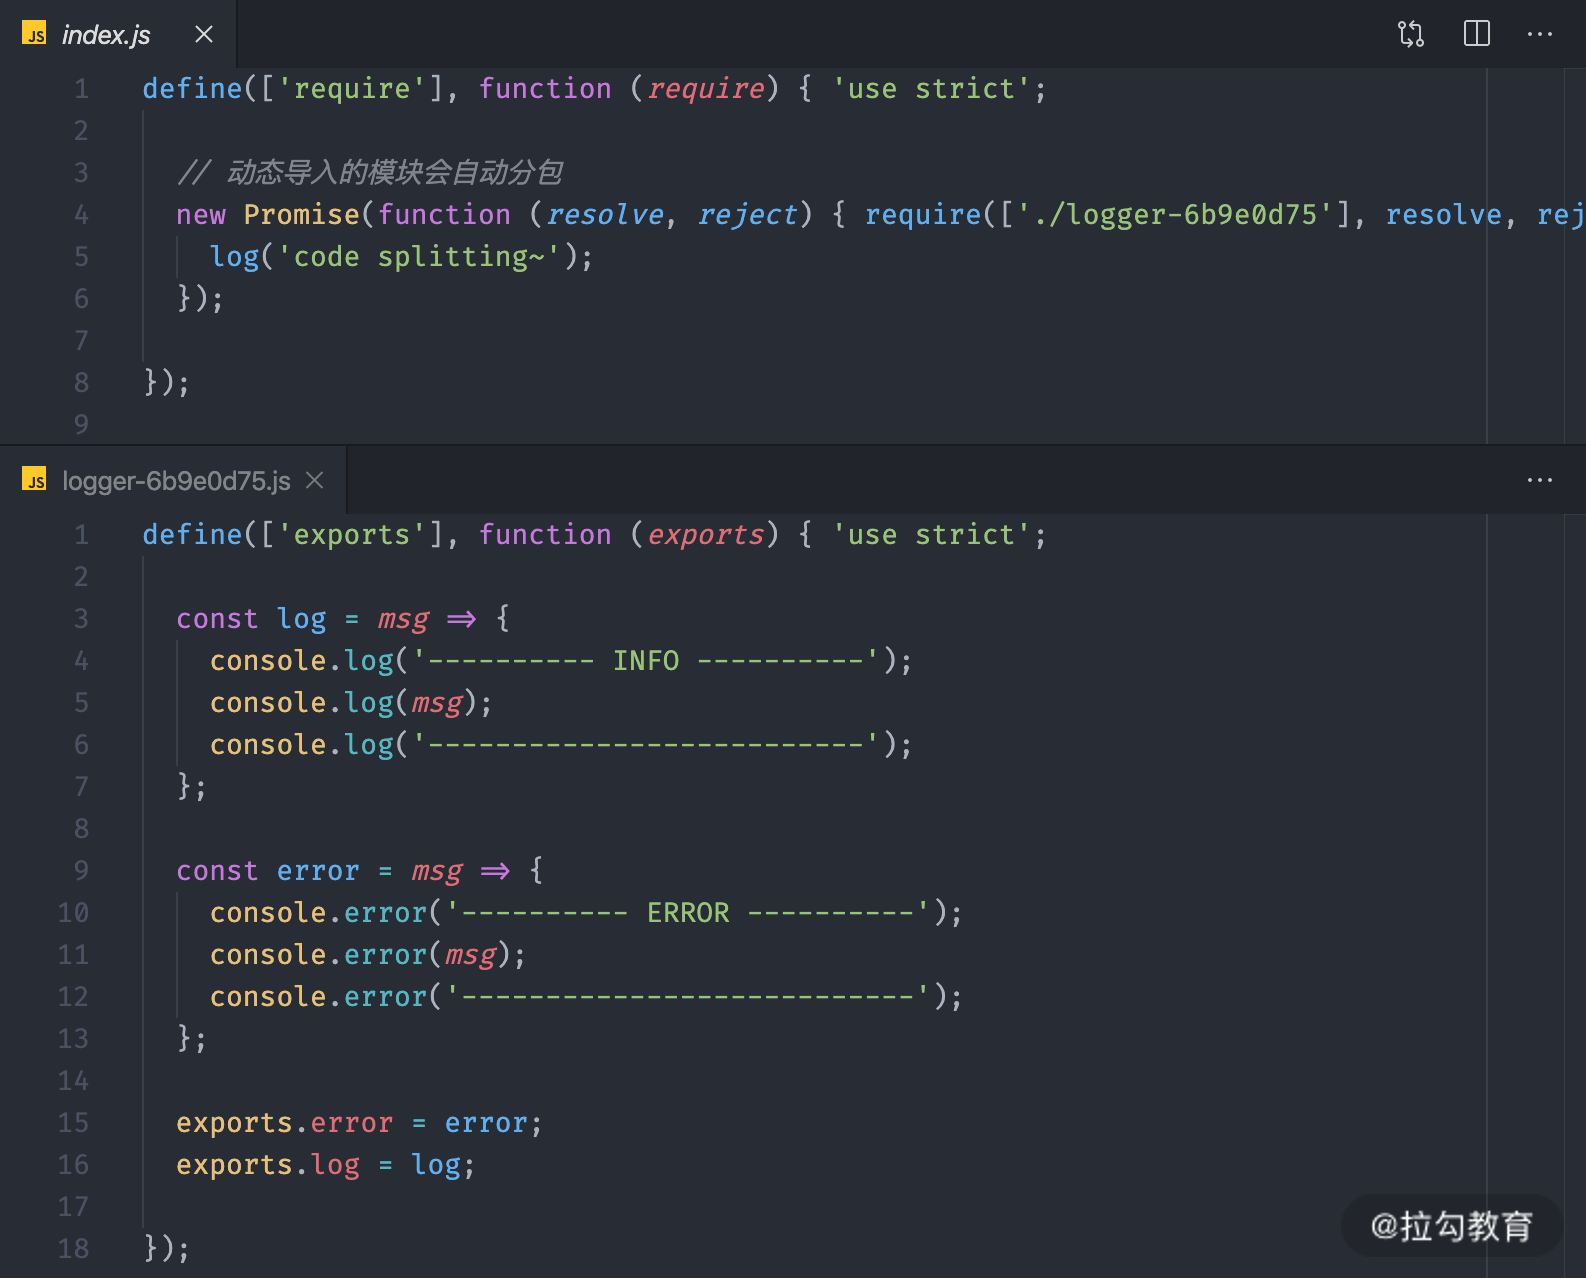 JS index.js
1 define(['require'], function (require) { 'use strict';
2
3 // 动态导入的模块会自动分包
4 new Promise(function (resolve, reject) { require(['./logger-6b9e0d75'], resolve, rej
5 log('code splitting~');
6 });
7
8 });
9
JS logger-6b9e0d75.js
1 define(['exports'], function (exports) { 'use strict';
2
3 const log = msg => {
4 console.log('---------- INFO ----------');
5 console.log(msg);
6 console.log('--------------------------');
7 };
8
9 const error = msg => {
10 console.error('---------- ERROR ----------');
11 console.error(msg);
12 console.error('---------------------------');
13 };
14
15 exports.error = error;
16 exports.log = log;
17
18 });
@拉勾教育